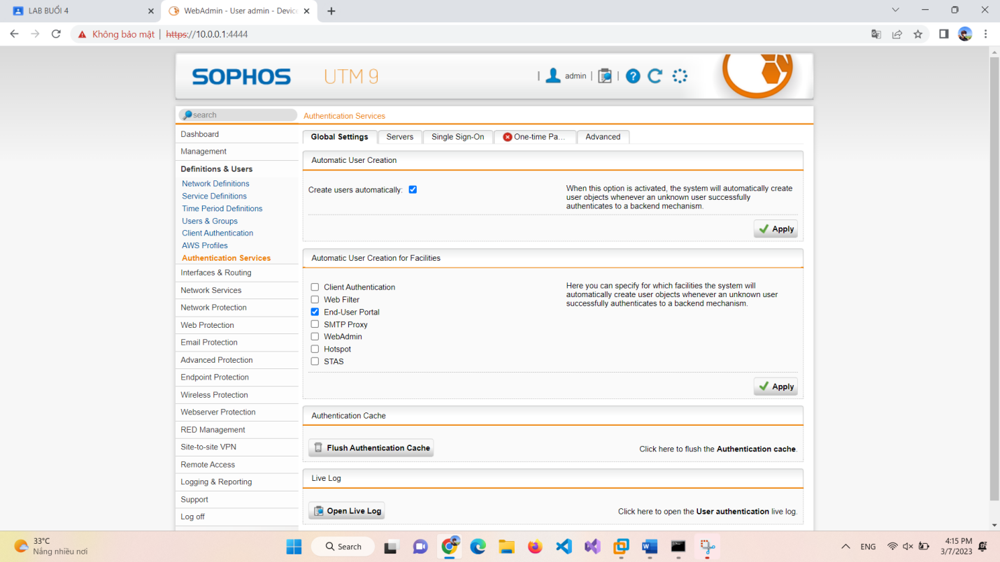 LAB BUỔI 4
WebAdmin - User admin - Device
Không bảo mật | https://10.0.0.1:4444
SOPHOS UTM 9
| admin | |
search
Authentication Services
Dashboard
Management
Definitions & Users
Network Definitions
Service Definitions
Time Period Definitions
Users & Groups
Client Authentication
AWS Profiles
Authentication Services
Interfaces & Routing
Network Services
Network Protection
Web Protection
Email Protection
Advanced Protection
Endpoint Protection
Wireless Protection
Webserver Protection
RED Management
Site-to-site VPN
Remote Access
Logging & Reporting
Support
Log off
Global Settings
Servers
Single Sign-On
One-time Pa...
Advanced
Automatic User Creation
Create users automatically:
When this option is activated, the system will automatically create
user objects whenever an unknown user successfully
authenticates to a backend mechanism.
Apply
Automatic User Creation for Facilities
Client Authentication
Web Filter
End-User Portal
SMTP Proxy
WebAdmin
Hotspot
STAS
Here you can specify for which facilities the system will
automatically create user objects whenever an unknown user
successfully authenticates to a backend mechanism.
Apply
Authentication Cache
Flush Authentication Cache
Click here to flush the Authentication cache.
Live Log
Open Live Log
Click here to open the User authentication live log.
33°C
Nắng nhiều nơi
Search
ENG
4:15 PM
3/7/2023